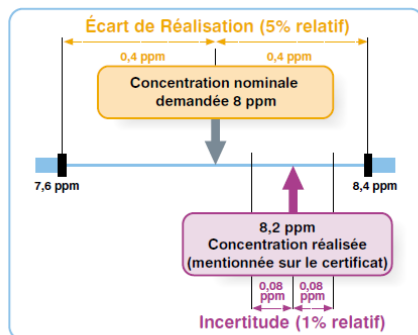 Écart de Réalisation (5% relatif)
0,4 ppm
0,4 ppm
Concentration nominale
demandée 8 ppm
7,6 ppm
8,4 ppm
8,2 ppm
Concentration réalisée
(mentionnée sur le certificat)
0,08
ppm
0,08
ppm
Incertitude (1% relatif)